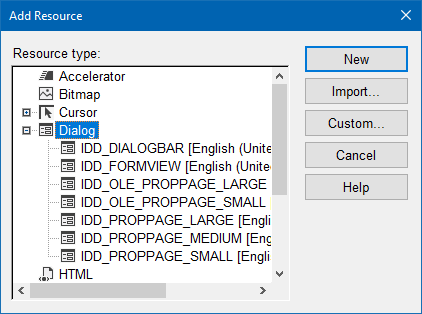 Add Resource
Resource type:
Accelerator
Bitmap
Cursor
Dialog
IDD_DIALOGBAR [English (Unite
IDD_FORMVIEW [English (Unite
IDD_OLE_PROPPAGE_LARGE
IDD_OLE_PROPPAGE_SMALL
IDD_PROPPAGE_LARGE [Engli
IDD_PROPPAGE_MEDIUM [Eng
IDD_PROPPAGE_SMALL [Englis
HTML
New
Import...
Custom...
Cancel
Help